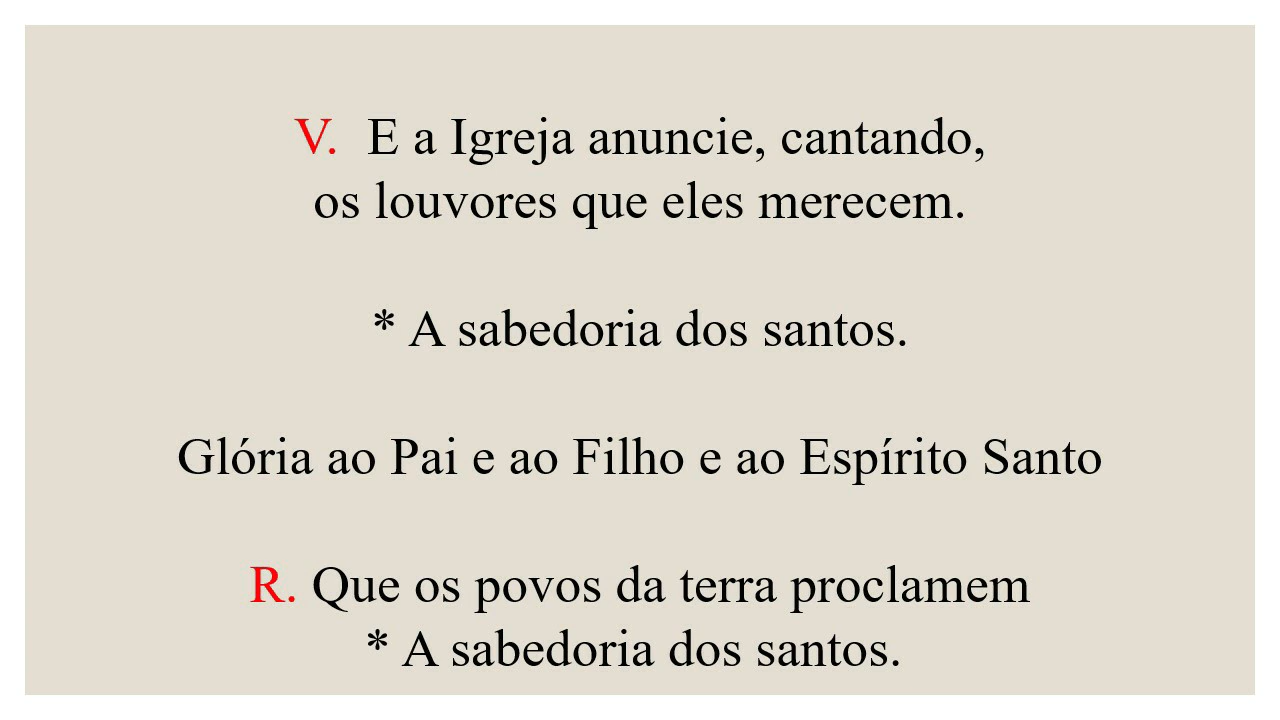 V. E a Igreja anuncie, cantando,
os louvores que eles merecem.
* A sabedoria dos santos.
Glória ao Pai e ao Filho e ao Espírito Santo
R. Que os povos da terra proclamem
* A sabedoria dos santos.